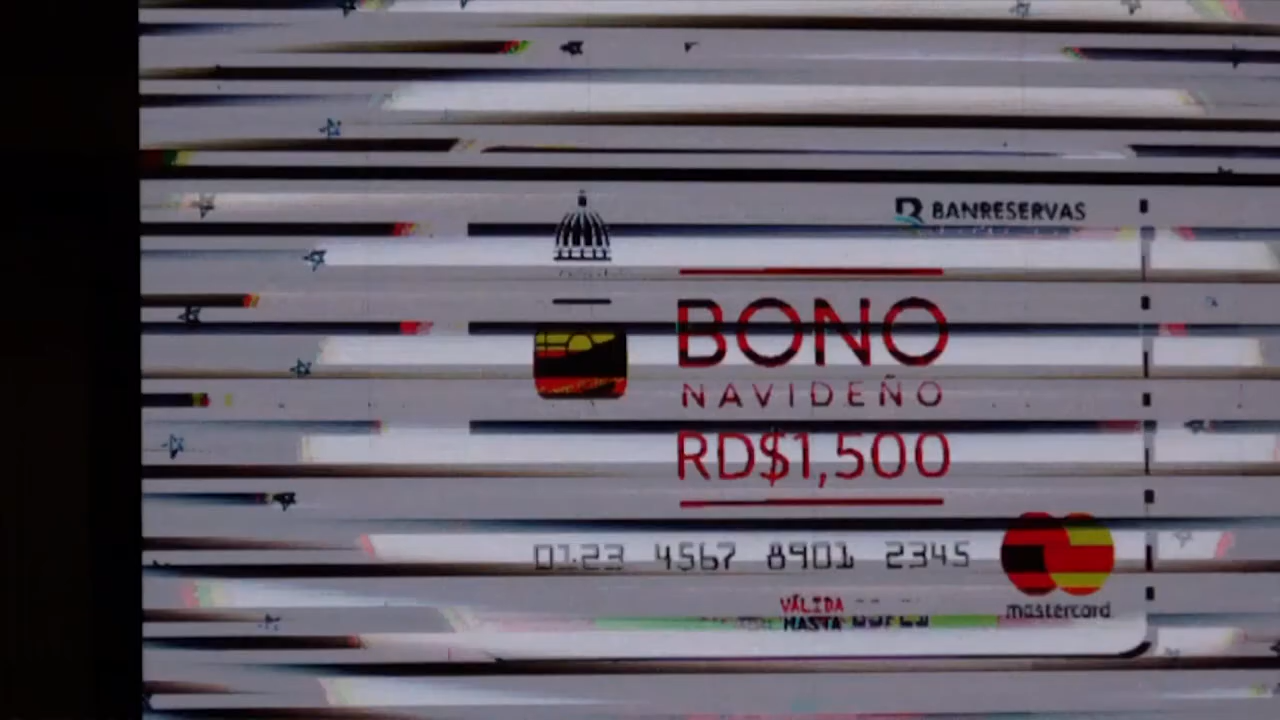 BANRESERVAS
BONO
NAVIDEÑO
RD$1,500
0123 4567 8901 2345
VÁLIDA
HASTA
mastercard